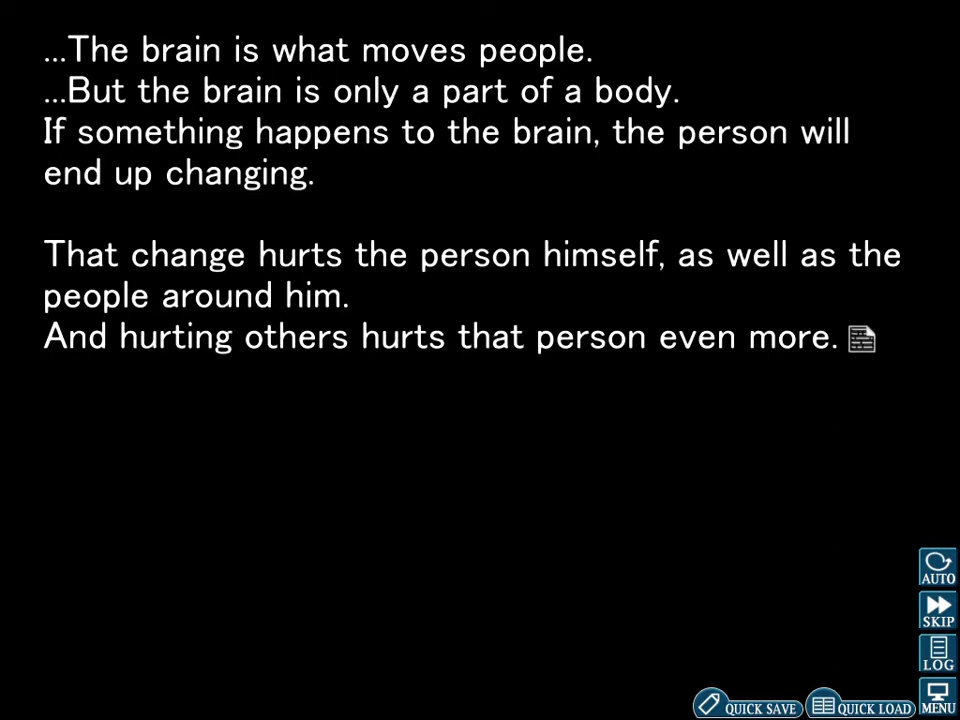 ...The brain is what moves people.
...But the brain is only a part of a body.
If something happens to the brain, the person will
end up changing.
That change hurts the person himself, as well as the
people around him.
And hurting others hurts that person even more.
AUTO
SKIP
LOG
QUICK SAVE
QUICK LOAD
MENU